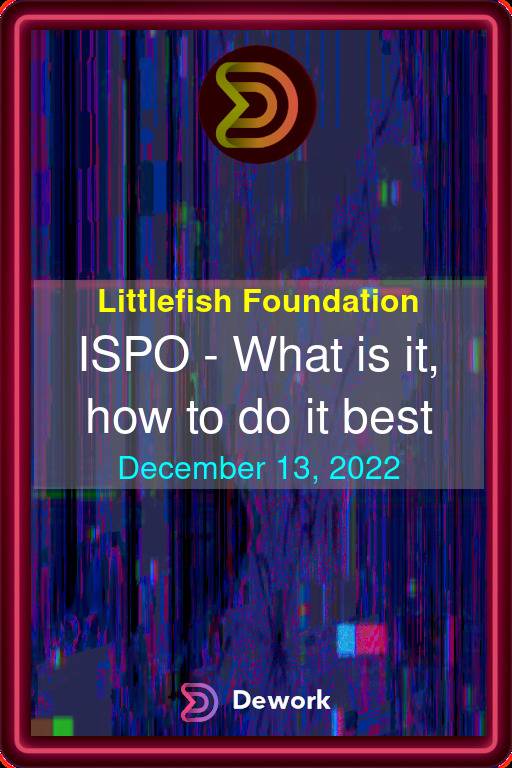 Littlefish Foundation
ISPO - What is it,
how to do it best
December 13, 2022
Dework